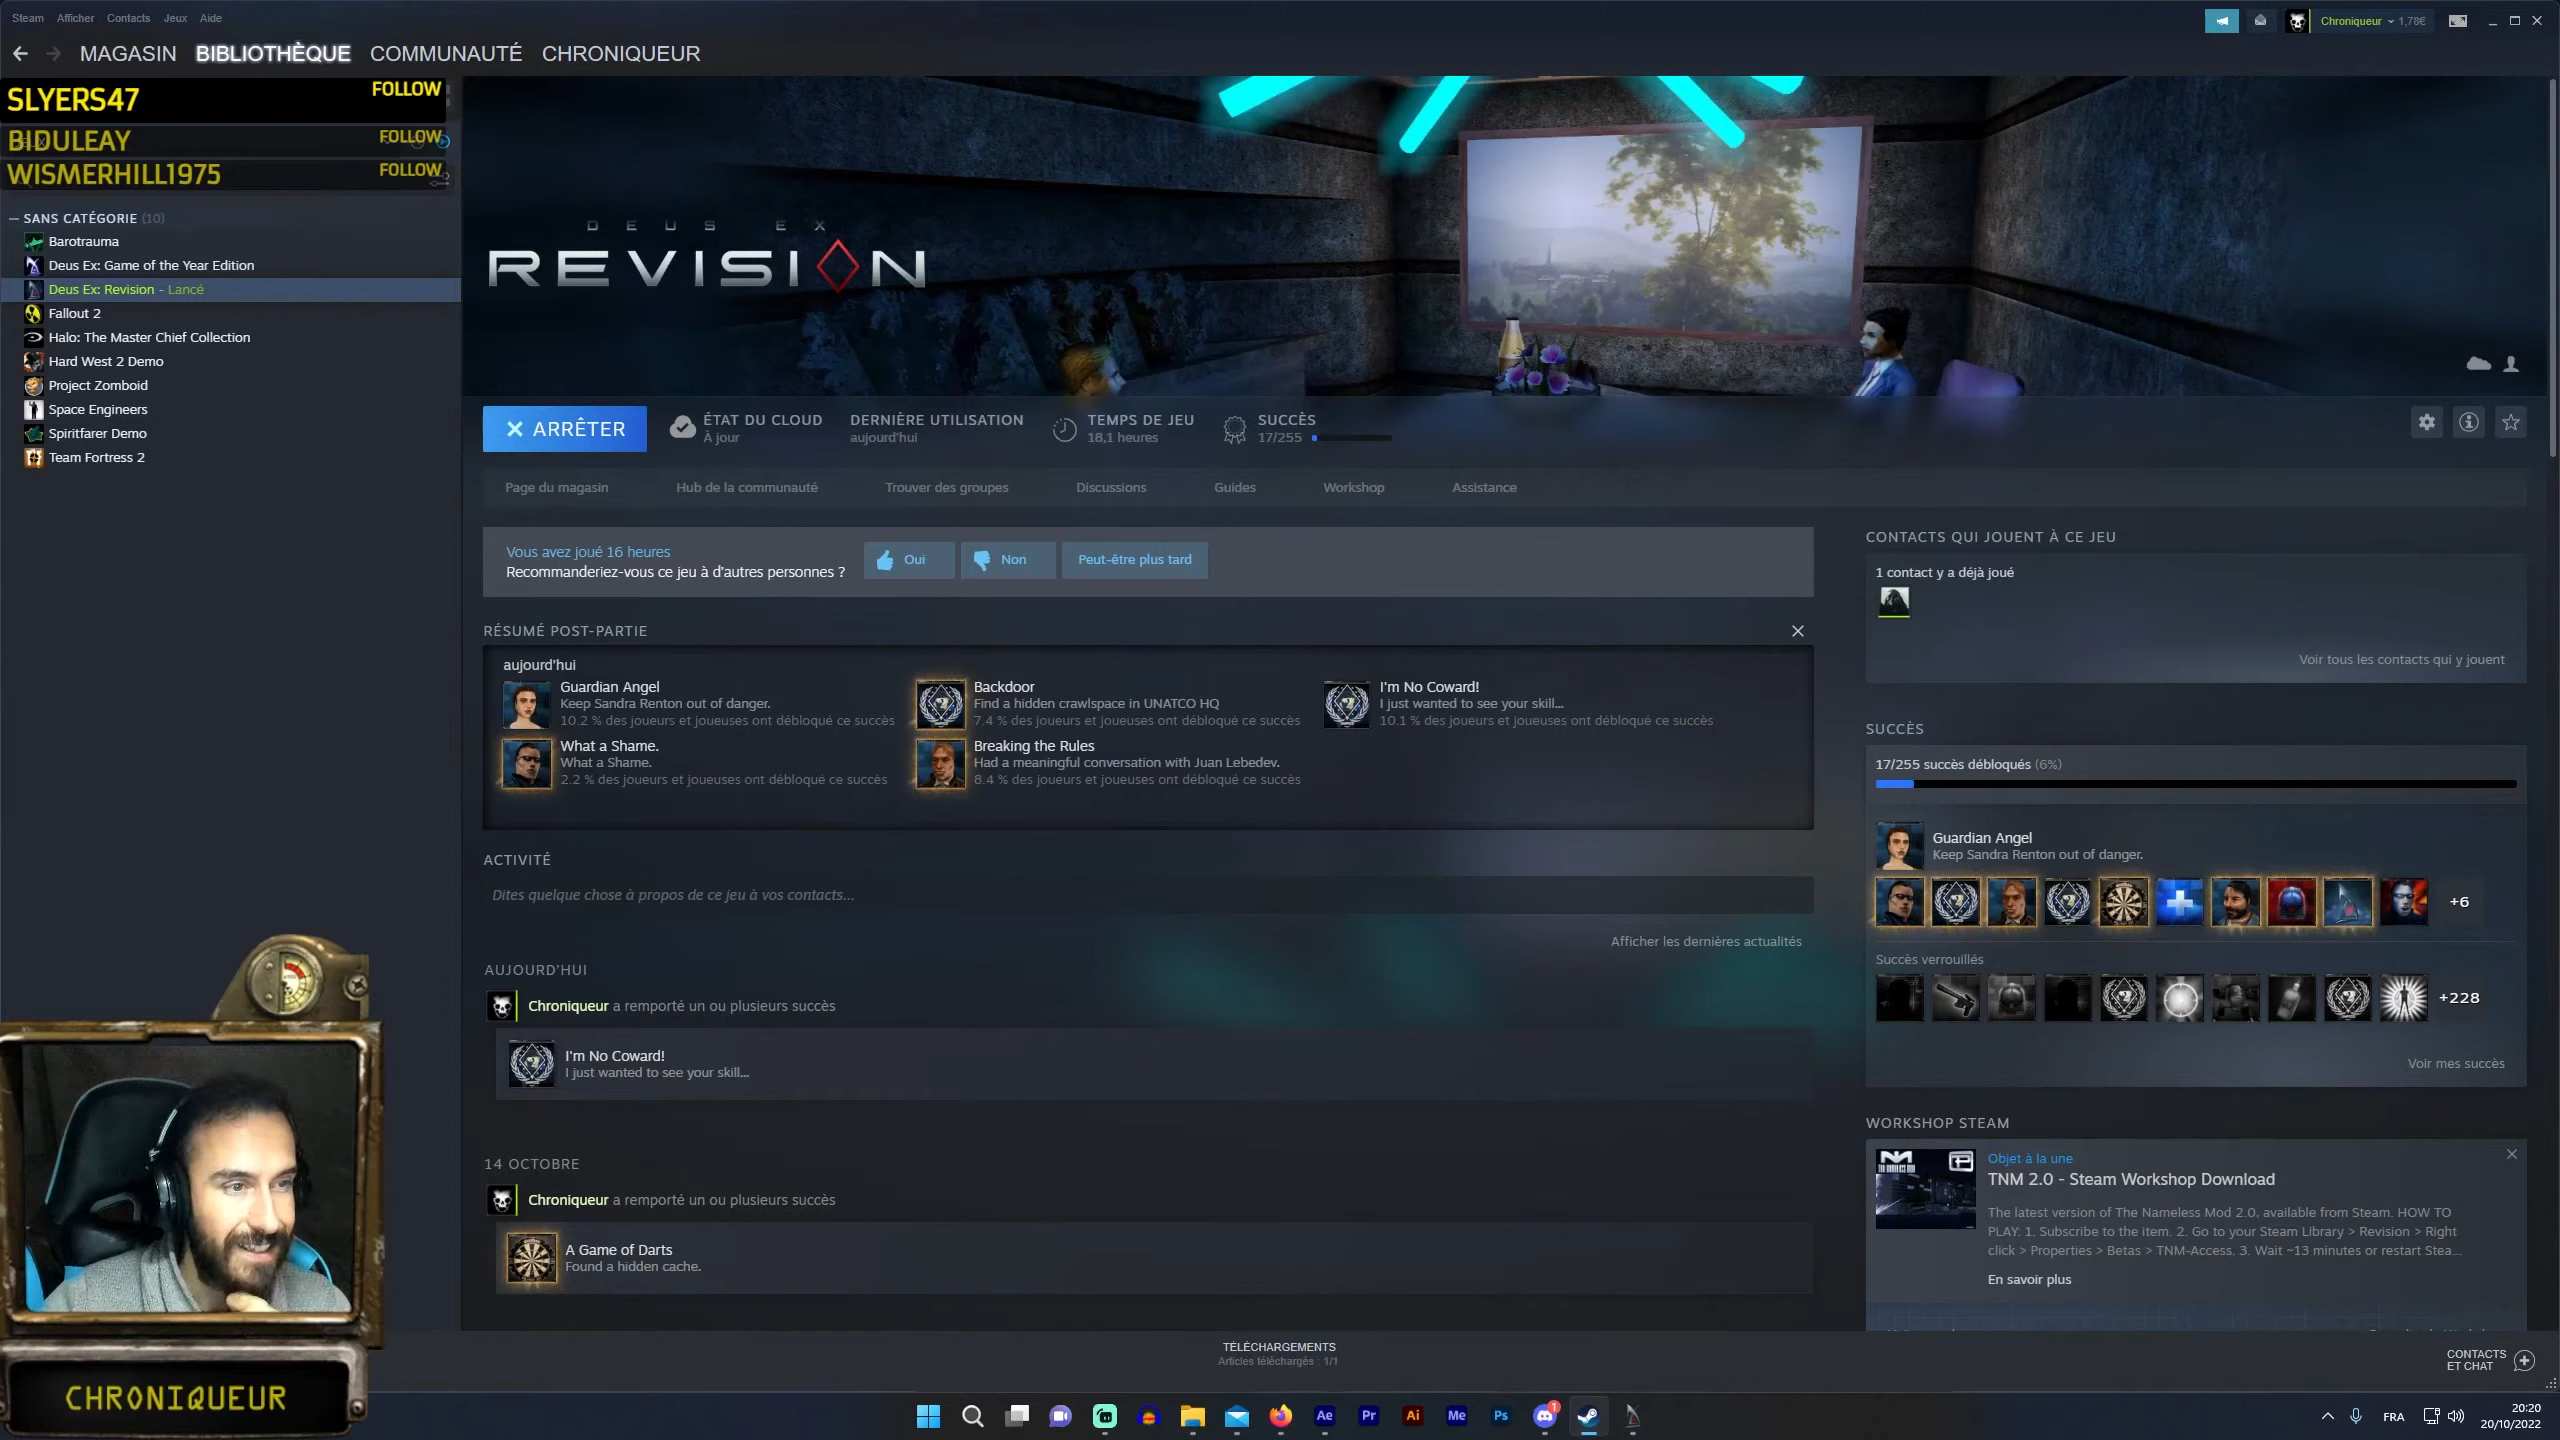 Steam Afficher Contacts Jeux Aide
Chroniqueur 1,78€
MAGASIN BIBLIOTHÈQUE COMMUNAUTÉ CHRONIQUEUR
SLYERS47 FOLLOW
BIDULEAY FOLLOW
WISMERHILL1975 FOLLOW
SANS CATÉGORIE (10)
Barotrauma
Deus Ex: Game of the Year Edition
Deus Ex: Revision - Lancé
Fallout 2
Halo: The Master Chief Collection
Hard West 2 Demo
Project Zomboid
Space Engineers
Spiritfarer Demo
Team Fortress 2
DEUS EX
REVISION
ARRÊTER
ÉTAT DU CLOUD
À jour
DERNIÈRE UTILISATION
aujourd'hui
TEMPS DE JEU
18,1 heures
SUCCÈS
17/255
Page du magasin Hub de la communauté Trouver des groupes Discussions Guides Workshop Assistance
Vous avez joué 16 heures
Recommanderiez-vous ce jeu à d'autres personnes ?
Oui Non Peut-être plus tard
RÉSUMÉ POST-PARTIE
aujourd'hui
Guardian Angel
Keep Sandra Renton out of danger.
10.2 % des joueurs et joueuses ont débloqué ce succès
Backdoor
Find a hidden crawlspace in UNATCO HQ
7.4 % des joueurs et joueuses ont débloqué ce succès
I'm No Coward!
I just wanted to see your skill...
10.1 % des joueurs et joueuses ont débloqué ce succès
What a Shame.
What a Shame.
2.2 % des joueurs et joueuses ont débloqué ce succès
Breaking the Rules
Had a meaningful conversation with Juan Lebedev.
8.4 % des joueurs et joueuses ont débloqué ce succès
ACTIVITÉ
Dites quelque chose à propos de ce jeu à vos contacts...
Afficher les dernières actualités
AUJOURD'HUI
Chroniqueur a remporté un ou plusieurs succès
I'm No Coward!
I just wanted to see your skill...
14 OCTOBRE
Chroniqueur a remporté un ou plusieurs succès
A Game of Darts
Found a hidden cache.
CONTACTS QUI JOUENT À CE JEU
1 contact y a déjà joué
Voir tous les contacts qui y jouent
SUCCÈS
17/255 succès débloqués (6%)
Guardian Angel
Keep Sandra Renton out of danger.
+6
Succès verrouillés
+228
Voir mes succès
WORKSHOP STEAM
Objet à la une
TNM 2.0 - Steam Workshop Download
The latest version of The Nameless Mod 2.0, available from Steam. HOW TO
PLAY: 1. Subscribe to the item. 2. Go to your Steam Library > Revision > Right
click > Properties > Betas > TNM-Access. 3. Wait ~13 minutes or restart Stea...
En savoir plus
TÉLÉCHARGEMENTS
Articles téléchargés : 1/1
CONTACTS
ET CHAT
CHRONIQUEUR
Ae Pr Ai Me Ps 1
FRA
20:20
20/10/2022